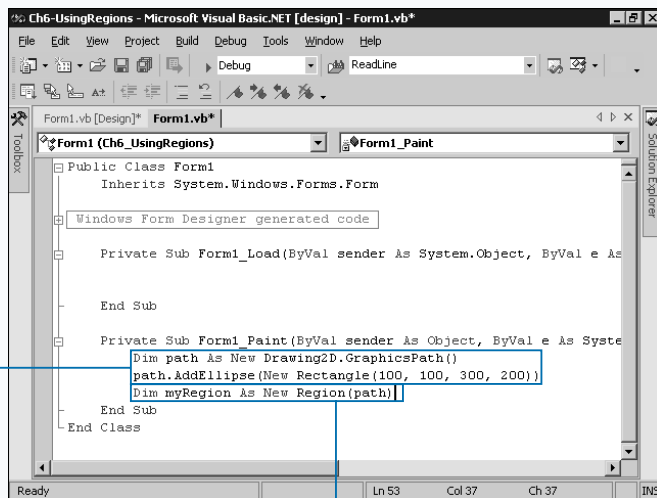 Ch6-UsingRegions - Microsoft Visual Basic.NET [design] - Form1.vb*
File Edit View Project Build Debug Tools Window Help
Debug ReadLine
Form1.vb [Design]* Form1.vb*
Toolbox
Form1 (Ch6_UsingRegions) Form1_Paint
Solution Explorer
Public Class Form1
Inherits System.Windows.Forms.Form
Windows Form Designer generated code
Private Sub Form1_Load(ByVal sender As System.Object, ByVal e As
End Sub
Private Sub Form1_Paint(ByVal sender As Object, ByVal e As Syste
Dim path As New Drawing2D.GraphicsPath()
path.AddEllipse(New Rectangle(100, 100, 300, 200))
Dim myRegion As New Region(path)
End Sub
End Class
Ready Ln 53 Col 37 Ch 37 INS